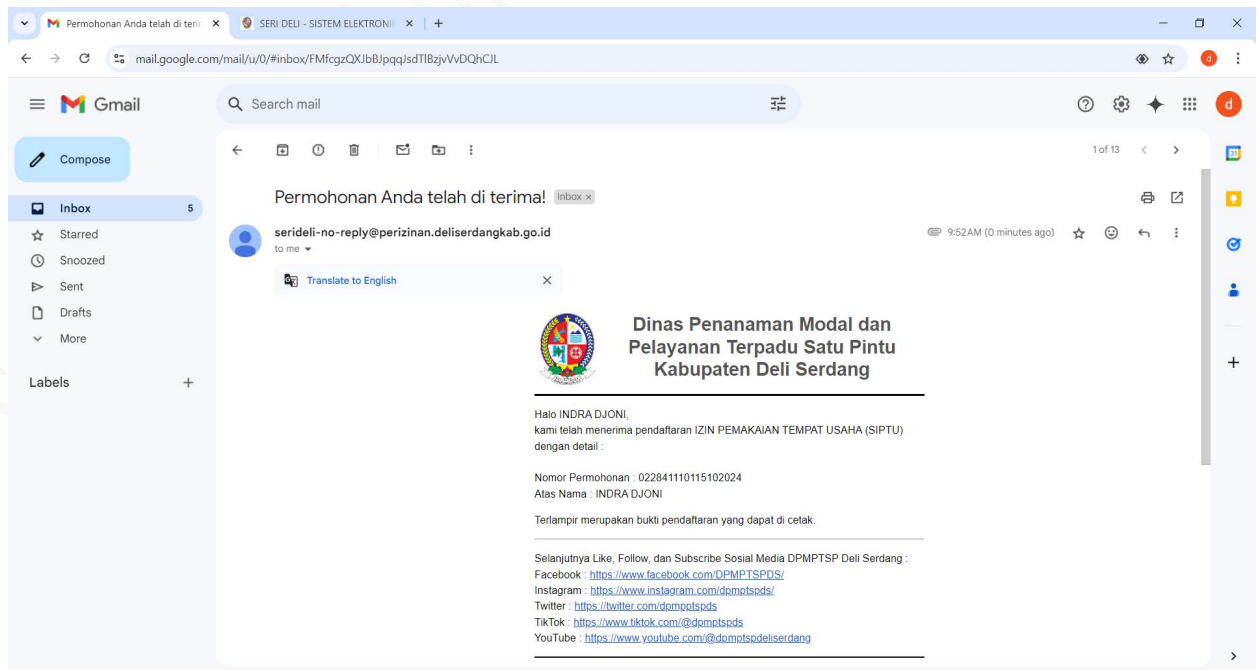 Permohonan Anda telah di terir
SERI DELI - SISTEM ELEKTRONI
mail.google.com/mail/u/0/#inbox/FMfcgzQXJbBJpqqJsdTlBzjvVvDQhCJL
d
Gmail
Search mail
d
Compose
1 of 13
31
Inbox 5
Starred
Snoozed
Sent
Drafts
More
Labels
Permohonan Anda telah di terima! Inbox x
serideli-no-reply@perizinan.deliserdangkab.go.id 9:52 AM (0 minutes ago)
to me
Translate to English
Dinas Penanaman Modal dan
Pelayanan Terpadu Satu Pintu
Kabupaten Deli Serdang
Halo INDRA DJONI,
kami telah menerima pendaftaran IZIN PEMAKAIAN TEMPAT USAHA (SIPTU)
dengan detail :
Nomor Permohonan : 022841110115102024
Atas Nama : INDRA DJONI
Terlampir merupakan bukti pendaftaran yang dapat di cetak.
Selanjutnya Like, Follow, dan Subscribe Sosial Media DPMPTSP Deli Serdang :
Facebook : https://www.facebook.com/DPMPTSPDS/
Instagram : https://www.instagram.com/dpmptspds/
Twitter : https://twitter.com/dpmpptspds
TikTok : https://www.tiktok.com/@dpmptspds
YouTube : https://www.youtube.com/@dpmptspdeliserdang